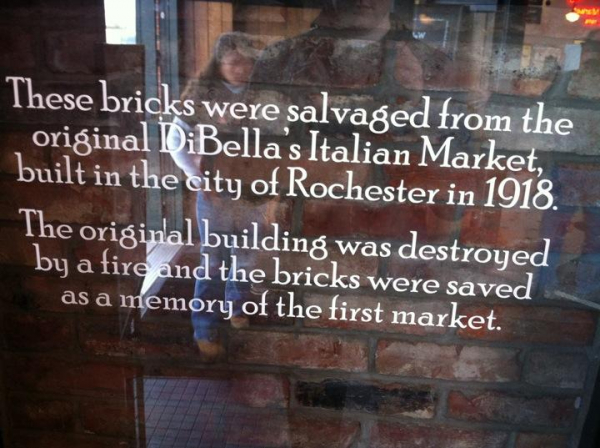 These bricks were salvaged from the
original DiBella's Italian Market,
built in the city of Rochester in 1918.
The original building was destroyed
by a fire and the bricks were saved
as a memory of the first market.